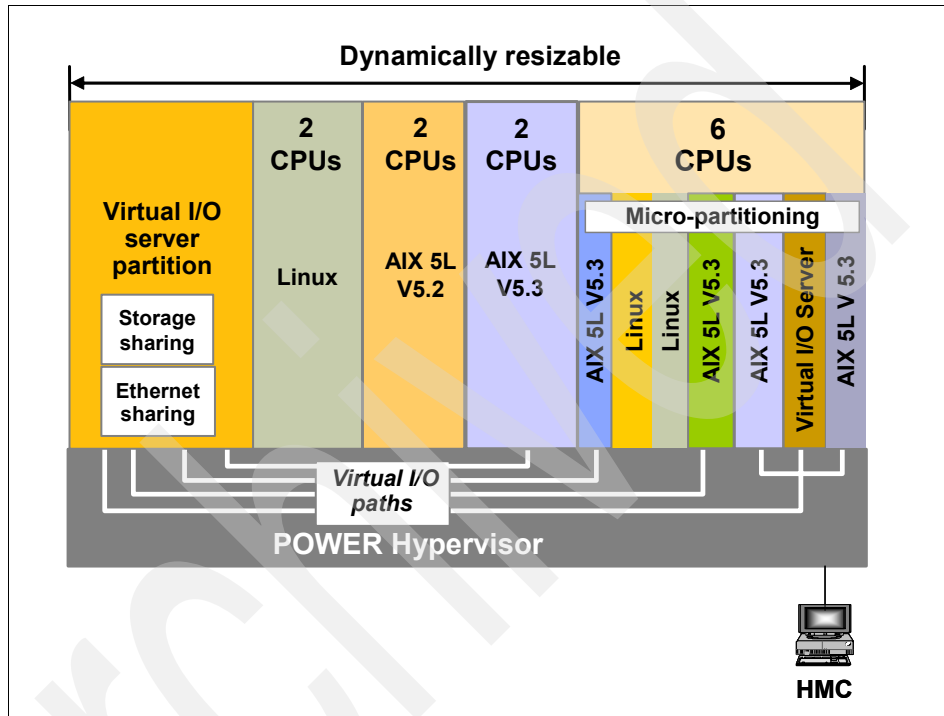 Dynamically resizable
Virtual I/O
server
partition
Storage
sharing
Ethernet
sharing
2
CPUs
Linux
2
CPUs
AIX 5L
V5.2
2
CPUs
AIX 5L
V5.3
6
CPUs
Micro-partitioning
AIX 5L V5.3
Linux
Linux
AIX 5L V5.3
AIX 5L V5.3
Virtual I/O Server
AIX 5L V 5.3
Virtual I/O
paths
POWER Hypervisor
HMC